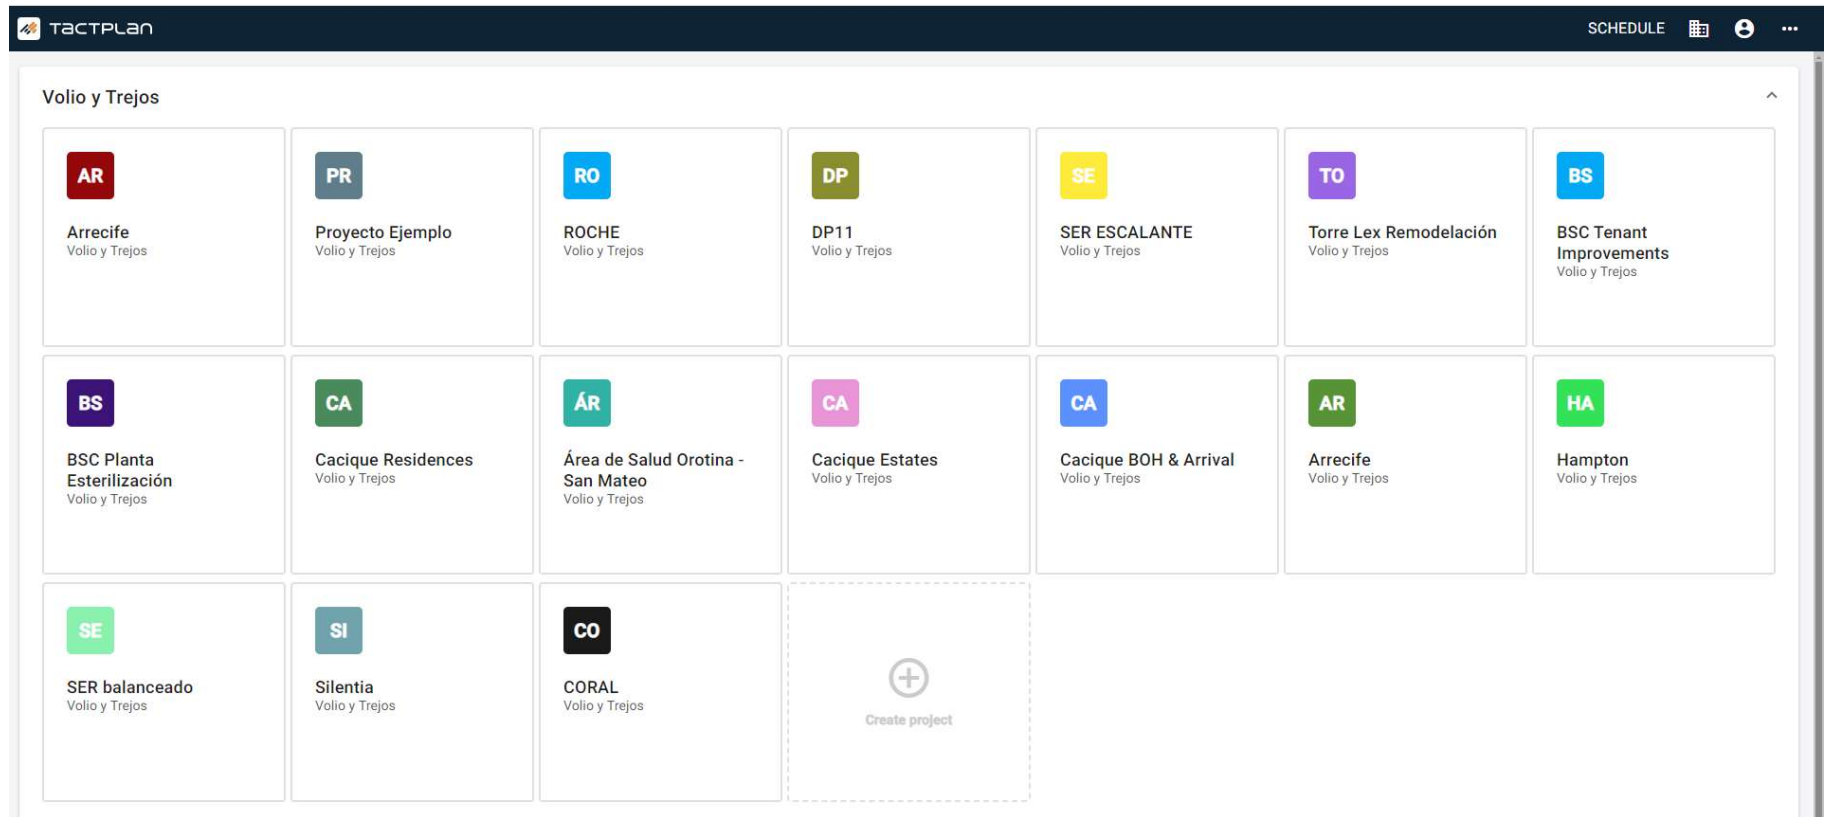 TACTPLAN
SCHEDULE
Volio y Trejos
AR
Arrecife
Volio y Trejos
PR
Proyecto Ejemplo
Volio y Trejos
RO
ROCHE
Volio y Trejos
DP
DP11
Volio y Trejos
SE
SER ESCALANTE
Volio y Trejos
TO
Torre Lex Remodelación
Volio y Trejos
BS
BSC Tenant
Improvements
Volio y Trejos
BS
BSC Planta
Esterilización
Volio y Trejos
CA
Cacique Residences
Volio y Trejos
ÁR
Área de Salud Orotina -
San Mateo
Volio y Trejos
CA
Cacique Estates
Volio y Trejos
CA
Cacique BOH & Arrival
Volio y Trejos
AR
Arrecife
Volio y Trejos
HA
Hampton
Volio y Trejos
SE
SER balanceado
Volio y Trejos
SI
Silentia
Volio y Trejos
CO
CORAL
Volio y Trejos
Create project